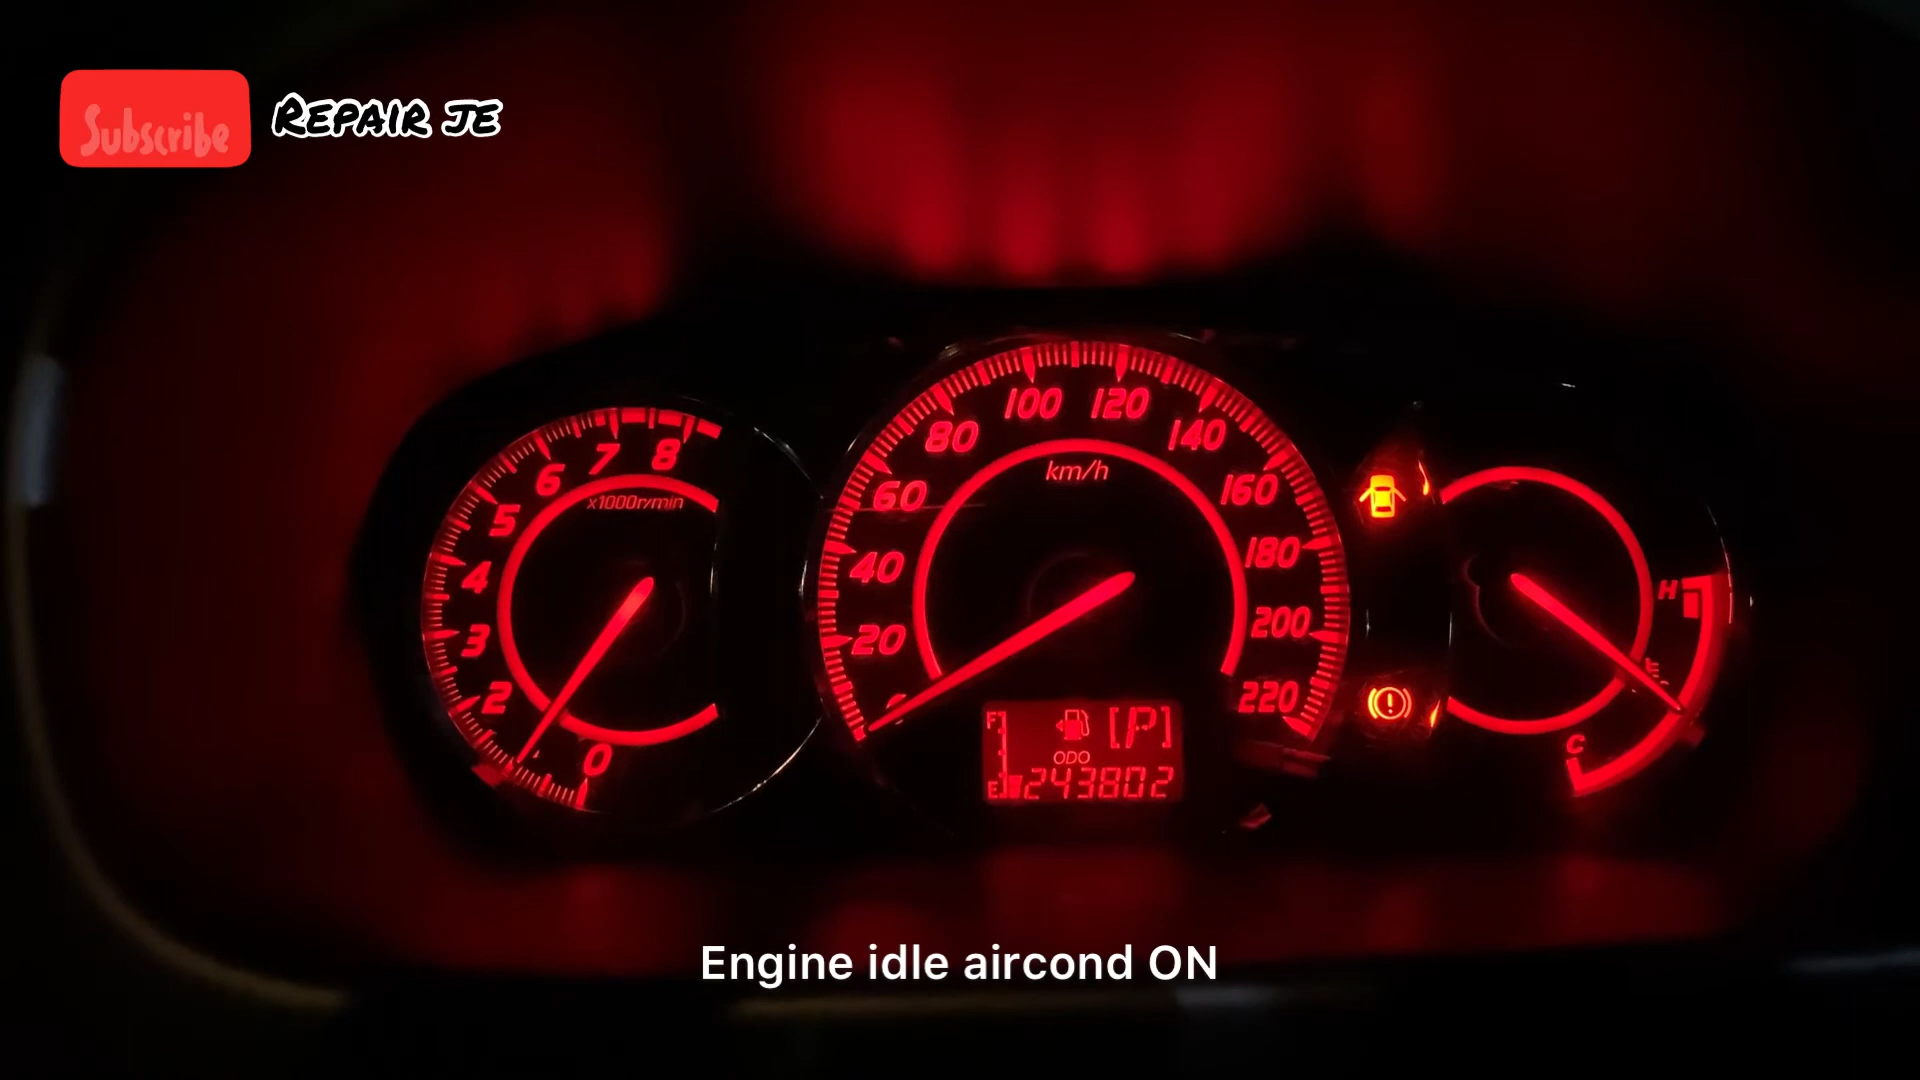 Subscribe
REPAIR JE
100 120
80 140
km/h
60 160
40 180
20 200
220
8
7
6
x1000r/min
5
4
3
2
0
H
C
F
[P]
ODO
E 243802
Engine idle aircond ON